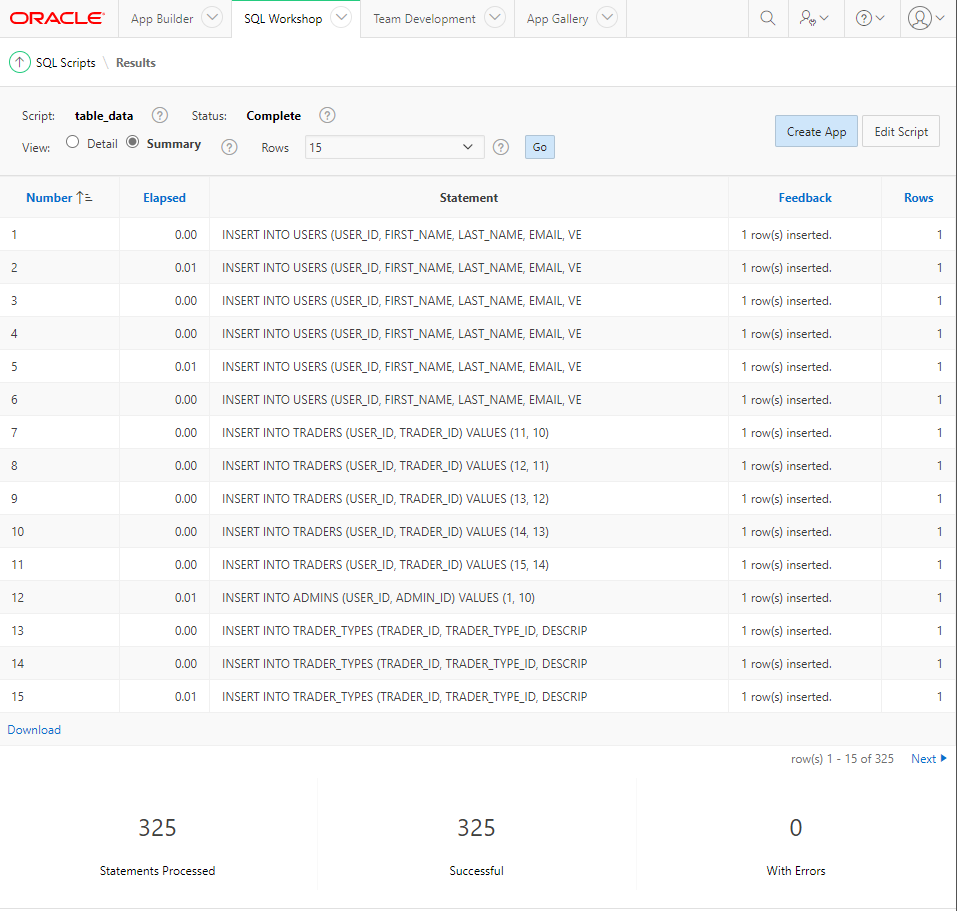 ORACLE App Builder SQL Workshop Team Development App Gallery
SQL Scripts \ Results
Script: table_data ? Status: Complete ?
Create App Edit Script
View: Detail Summary ? Rows 15 ? Go
Number Elapsed Statement Feedback Rows
1 0.00 INSERT INTO USERS (USER_ID, FIRST_NAME, LAST_NAME, EMAIL, VE 1 row(s) inserted. 1
2 0.01 INSERT INTO USERS (USER_ID, FIRST_NAME, LAST_NAME, EMAIL, VE 1 row(s) inserted. 1
3 0.00 INSERT INTO USERS (USER_ID, FIRST_NAME, LAST_NAME, EMAIL, VE 1 row(s) inserted. 1
4 0.00 INSERT INTO USERS (USER_ID, FIRST_NAME, LAST_NAME, EMAIL, VE 1 row(s) inserted. 1
5 0.01 INSERT INTO USERS (USER_ID, FIRST_NAME, LAST_NAME, EMAIL, VE 1 row(s) inserted. 1
6 0.00 INSERT INTO USERS (USER_ID, FIRST_NAME, LAST_NAME, EMAIL, VE 1 row(s) inserted. 1
7 0.00 INSERT INTO TRADERS (USER_ID, TRADER_ID) VALUES (11, 10) 1 row(s) inserted. 1
8 0.00 INSERT INTO TRADERS (USER_ID, TRADER_ID) VALUES (12, 11) 1 row(s) inserted. 1
9 0.00 INSERT INTO TRADERS (USER_ID, TRADER_ID) VALUES (13, 12) 1 row(s) inserted. 1
10 0.00 INSERT INTO TRADERS (USER_ID, TRADER_ID) VALUES (14, 13) 1 row(s) inserted. 1
11 0.00 INSERT INTO TRADERS (USER_ID, TRADER_ID) VALUES (15, 14) 1 row(s) inserted. 1
12 0.01 INSERT INTO ADMINS (USER_ID, ADMIN_ID) VALUES (1, 10) 1 row(s) inserted. 1
13 0.00 INSERT INTO TRADER_TYPES (TRADER_ID, TRADER_TYPE_ID, DESCRIP 1 row(s) inserted. 1
14 0.00 INSERT INTO TRADER_TYPES (TRADER_ID, TRADER_TYPE_ID, DESCRIP 1 row(s) inserted. 1
15 0.01 INSERT INTO TRADER_TYPES (TRADER_ID, TRADER_TYPE_ID, DESCRIP 1 row(s) inserted. 1
Download
row(s) 1 - 15 of 325 Next
325 325 0
Statements Processed Successful With Errors